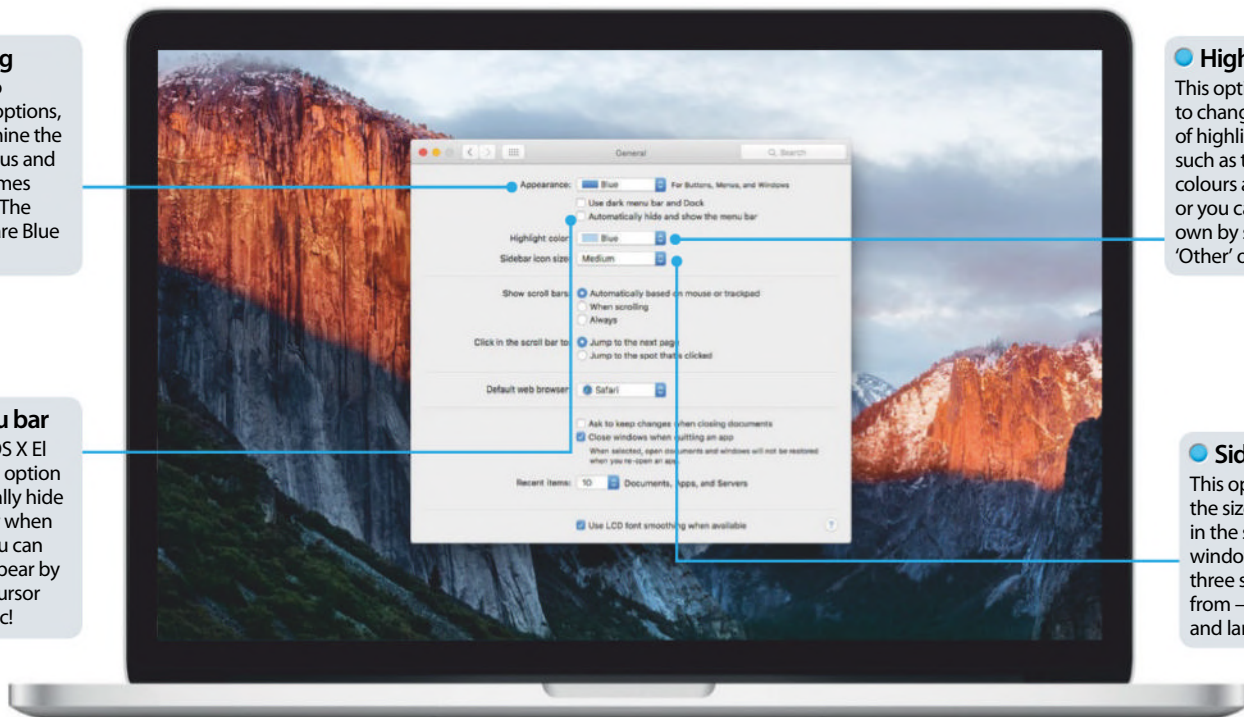 g
o
options,
mine the
us and
mes
The
are Blue
u bar
OS X El
option
ally hide
when
u can
pear by
ursor
c!
General
Search
Appearance: Blue For Buttons, Menus, and Windows
Use dark menu bar and Dock
Automatically hide and show the menu bar
Highlight color: Blue
Sidebar icon size: Medium
Show scroll bars: Automatically based on mouse or trackpad
When scrolling
Always
Click in the scroll bar to: Jump to the next page
Jump to the spot that's clicked
Default web browser: Safari
Ask to keep changes when closing documents
Close windows when quitting an app
When selected, open documents and windows will not be restored
when you re-open an app.
Recent items: 10 Documents, Apps, and Servers
Use LCD font smoothing when available
?
High
This opt
to chang
of highli
such as t
colours a
or you ca
own by s
‘Other’ o
Sid
This op
the size
in the s
windo
three s
from –
and lar